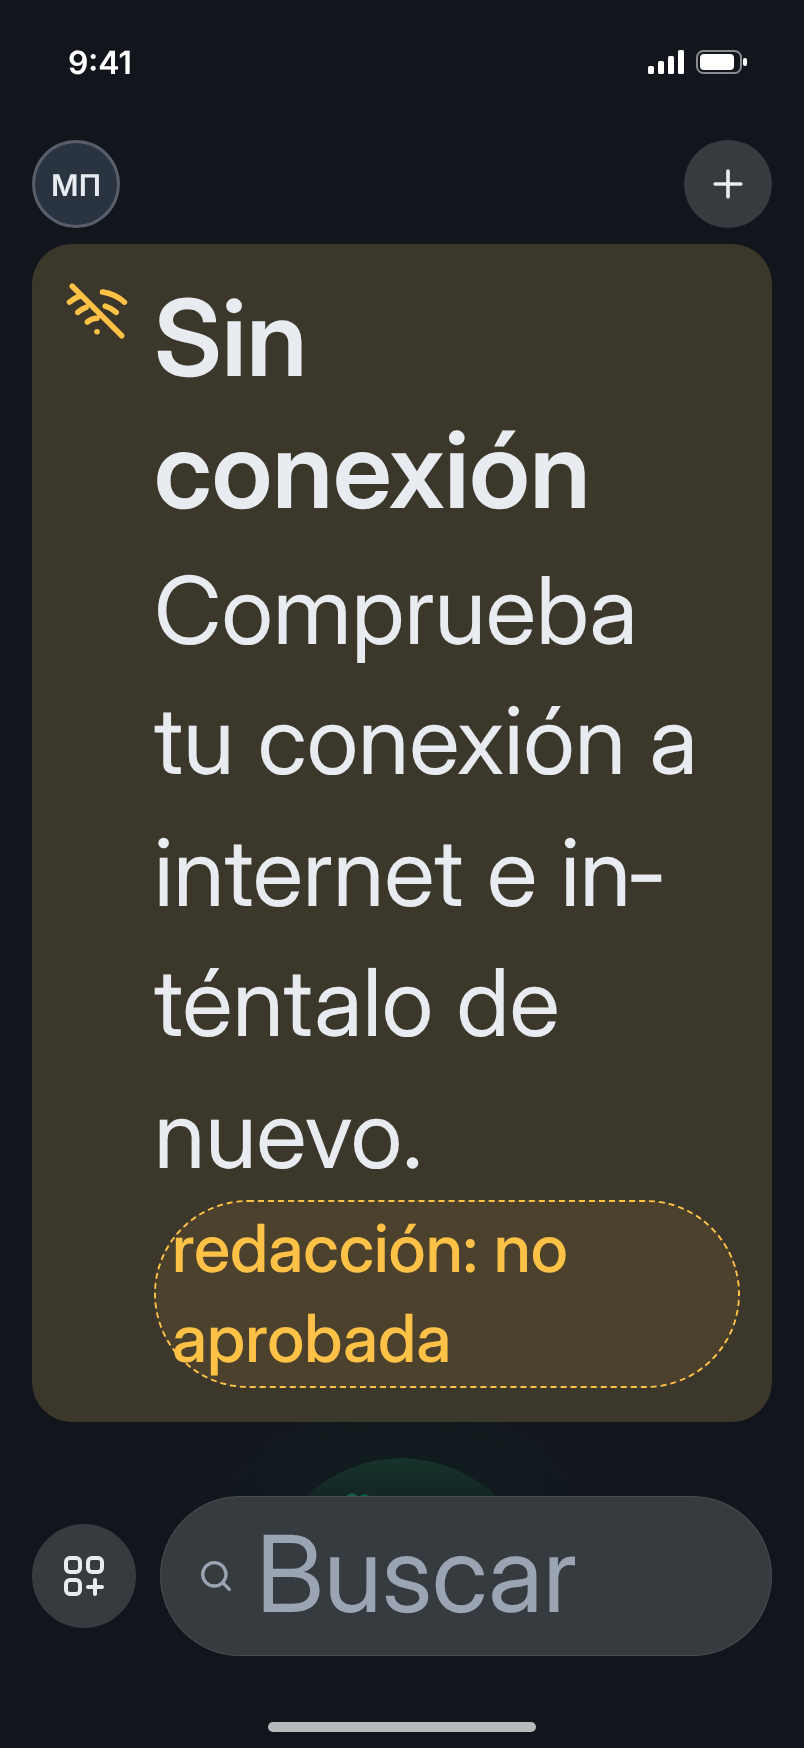 9:41
МП
Sin
conexión
Comprueba
tu conexión a
internet e in-
téntalo de
nuevo.
redacción: no
aprobada
Buscar